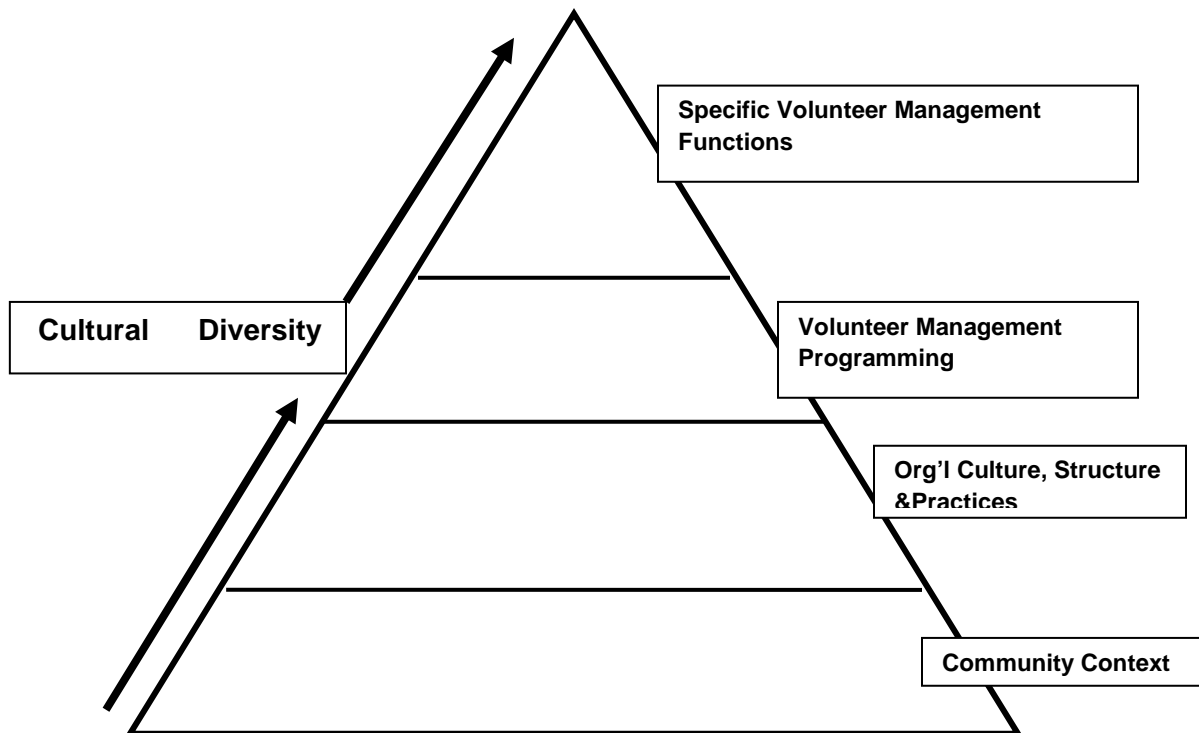 Specific Volunteer Management
Functions
Cultural Diversity
Volunteer Management
Programming
Org'l Culture, Structure
&Practices
Community Context